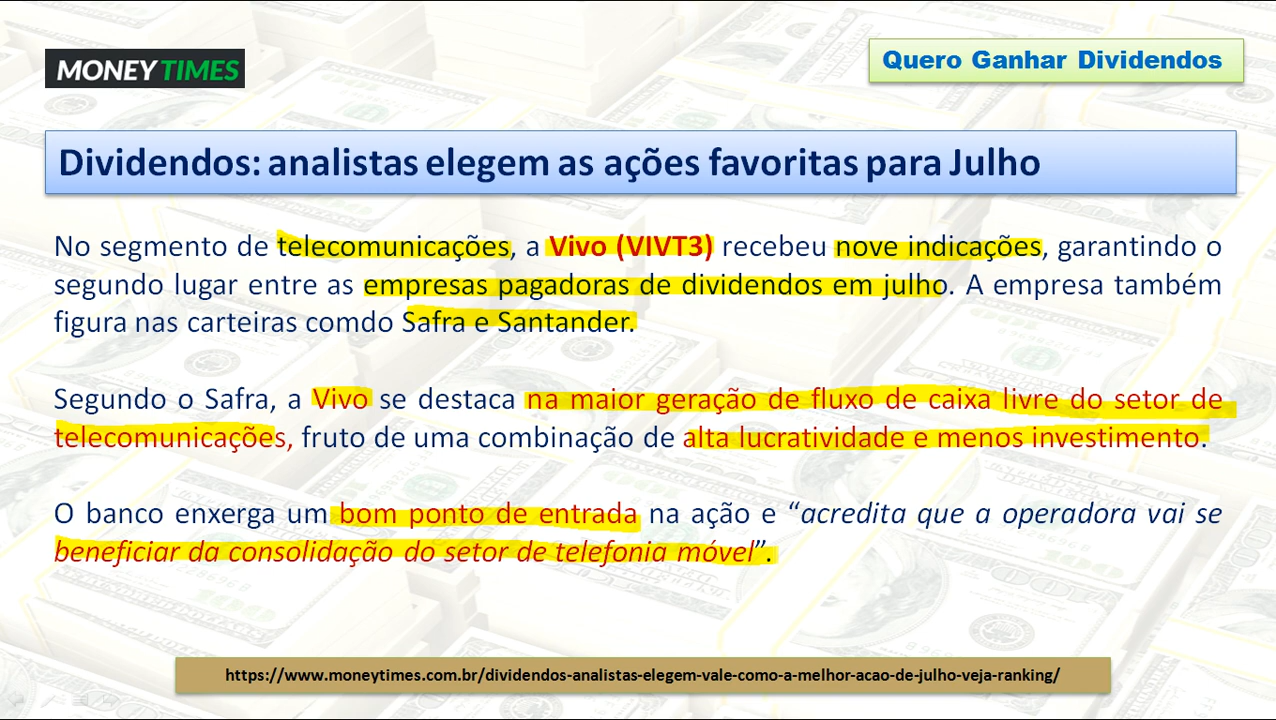 MONEY TIMES
Quero Ganhar Dividendos
Dividendos: analistas elegem as ações favoritas para Julho
No segmento de telecomunicações, a Vivo (VIVT3) recebeu nove indicações, garantindo o
segundo lugar entre as empresas pagadoras de dividendos em julho. A empresa também
figura nas carteiras comdo Safra e Santander.
Segundo o Safra, a Vivo se destaca na maior geração de fluxo de caixa livre do setor de
telecomunicações, fruto de uma combinação de alta lucratividade e menos investimento.
O banco enxerga um bom ponto de entrada na ação e “acredita que a operadora vai se
beneficiar da consolidação do setor de telefonia móvel”.
https://www.moneytimes.com.br/dividendos-analistas-elegem-vale-como-a-melhor-acao-de-julho-veja-ranking/